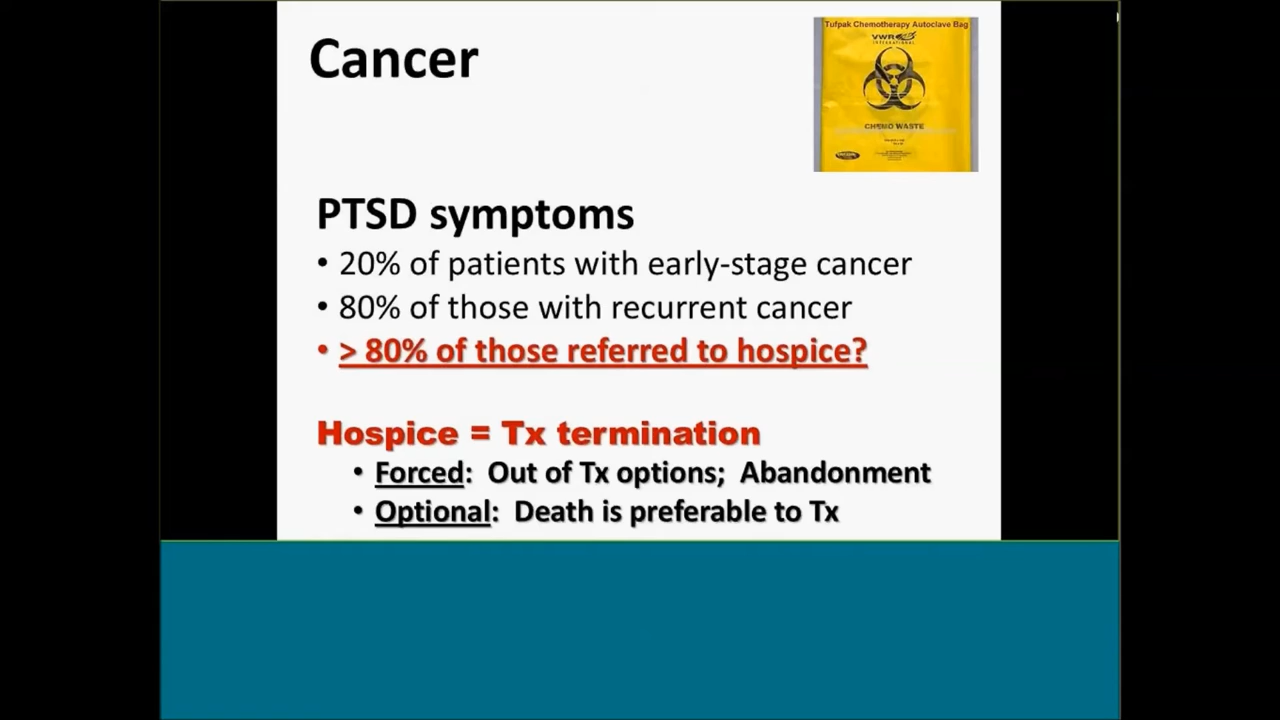 Cancer
Tufpak Chemotherapy Autoclave Bag
VWR
INTERNATIONAL
CHEMO WASTE
PTSD symptoms
• 20% of patients with early-stage cancer
• 80% of those with recurrent cancer
• > 80% of those referred to hospice?
Hospice = Tx termination
• Forced: Out of Tx options; Abandonment
• Optional: Death is preferable to Tx